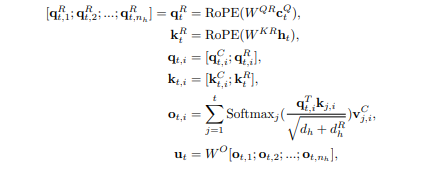 [q^R_{t,1}; q^R_{t,2}; ...; q^R_{t,n_h}] = q^R_t = RoPE(W^{QR} c^Q_t),
k^R_t = RoPE(W^{KR} h_t),
q_{t,i} = [q^C_{t,i}; q^R_{t,i}],
k_{t,i} = [k^C_{t,i}; k^R_t],
o_{t,i} = \sum_{j=1}^{t} Softmax_j(\frac{q^T_{t,i} k_{j,i}}{\sqrt{d_h + d^R_h}}) v^C_{j,i},
u_t = W^O [o_{t,1}; o_{t,2}; ...; o_{t,n_h}],